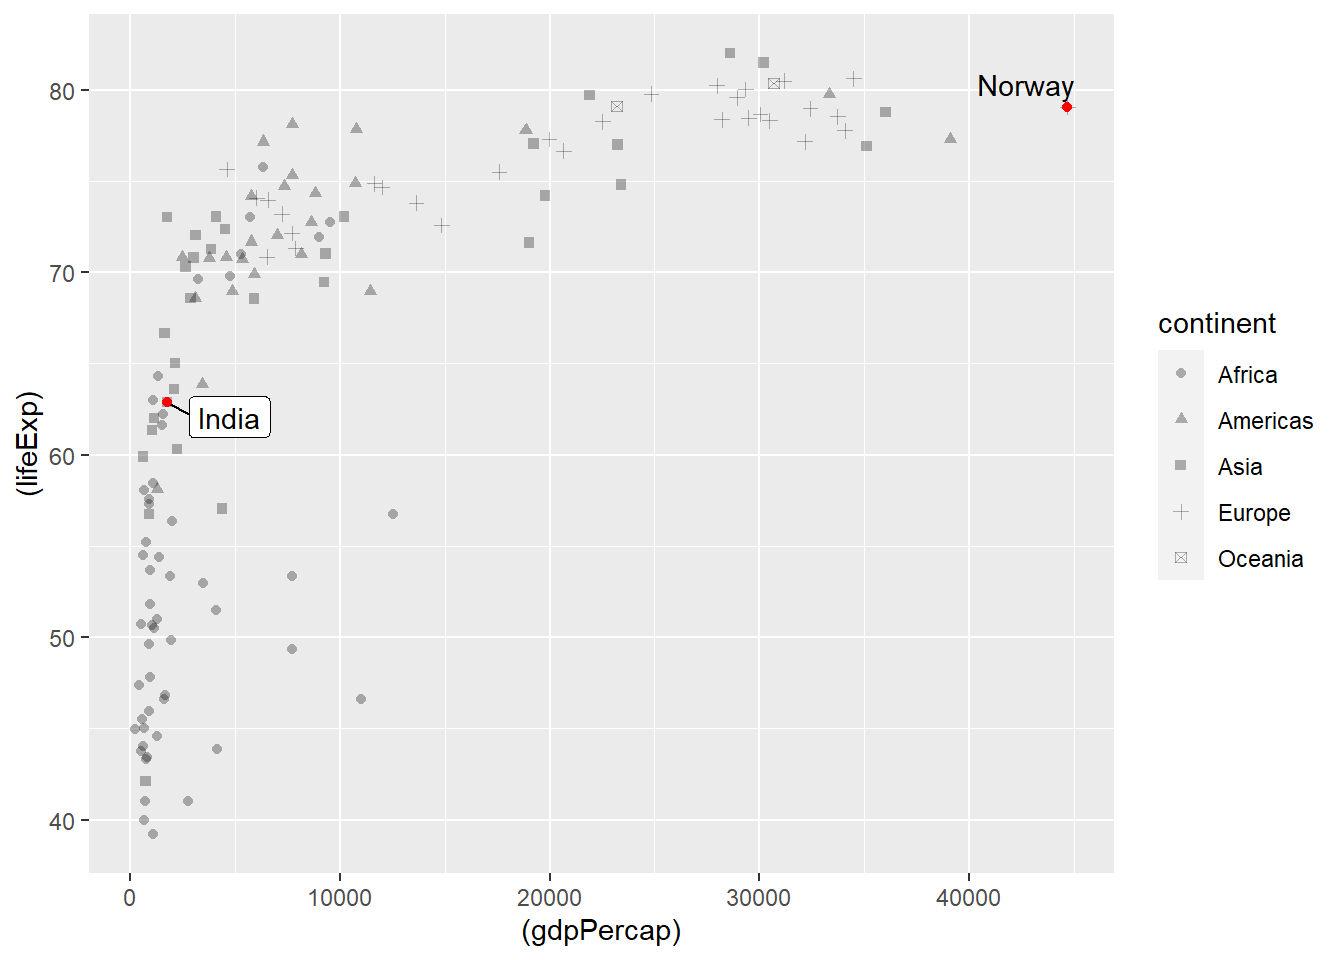 Norway
80
70
India
60
50
40
(lifeExp)
0
10000
20000
30000
40000
(gdpPercap)
continent
Africa
Americas
Asia
Europe
Oceania